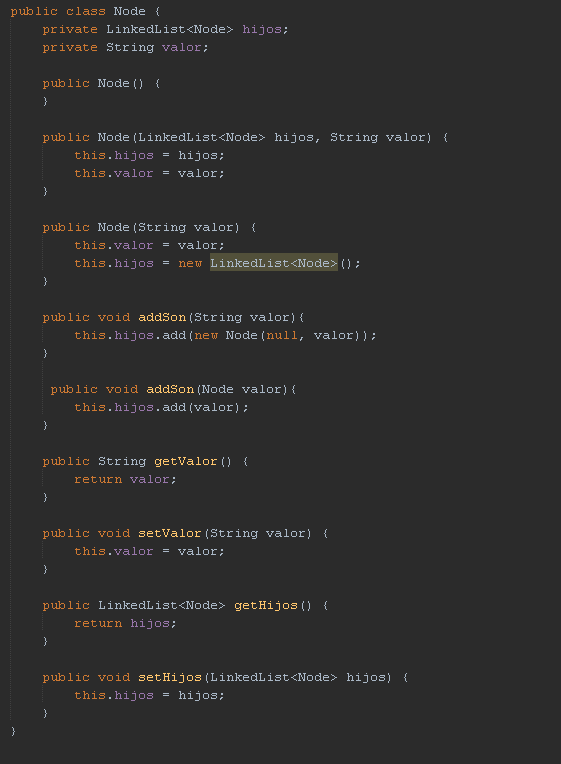 public class Node {
    private LinkedList<Node> hijos;
    private String valor;

    public Node() {
    }

    public Node(LinkedList<Node> hijos, String valor) {
        this.hijos = hijos;
        this.valor = valor;
    }

    public Node(String valor) {
        this.valor = valor;
        this.hijos = new LinkedList<Node>();
    }

    public void addSon(String valor){
        this.hijos.add(new Node(null, valor));
    }

     public void addSon(Node valor){
        this.hijos.add(valor);
    }

    public String getValor() {
        return valor;
    }

    public void setValor(String valor) {
        this.valor = valor;
    }

    public LinkedList<Node> getHijos() {
        return hijos;
    }

    public void setHijos(LinkedList<Node> hijos) {
        this.hijos = hijos;
    }
}